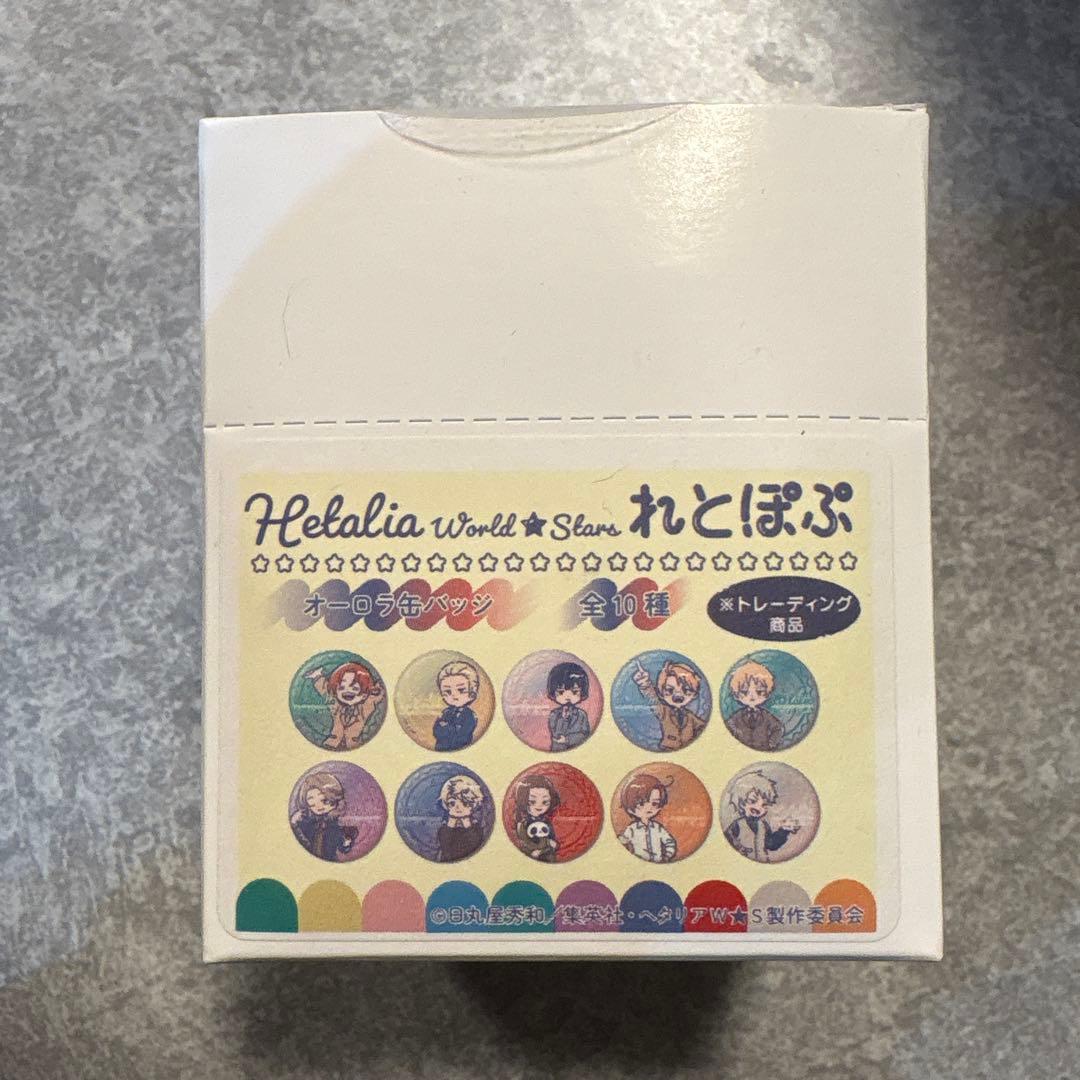 Hetalia World★Stars れとぽぷ
オーロラ缶バッジ 全10種 ※トレーディング
商品
©日丸屋秀和／集英社・ヘタリアW★S製作委員会